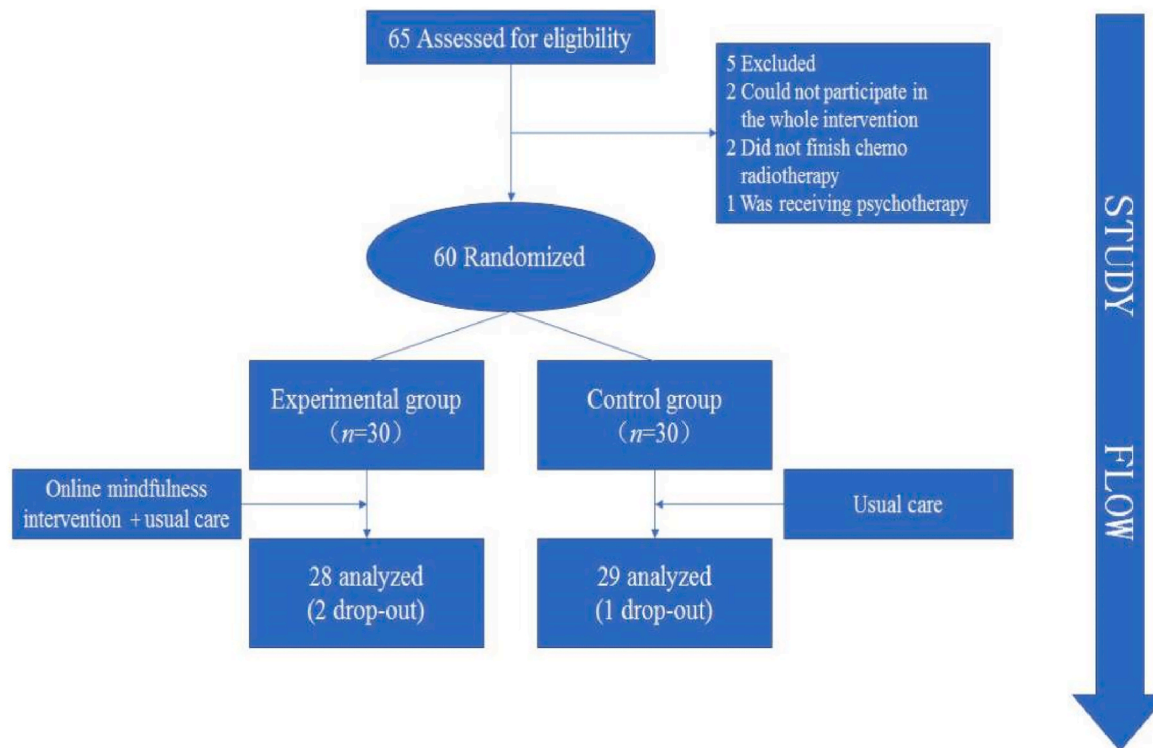 65 Assessed for eligibility
5 Excluded
2 Could not participate in
the whole intervention
2 Did not finish chemo
radiotherapy
1 Was receiving psychotherapy
60 Randomized
Experimental group
（n=30）
Control group
（n=30）
Online mindfulness
intervention + usual care
Usual care
28 analyzed
(2 drop-out)
29 analyzed
(1 drop-out)
STUDY FLOW